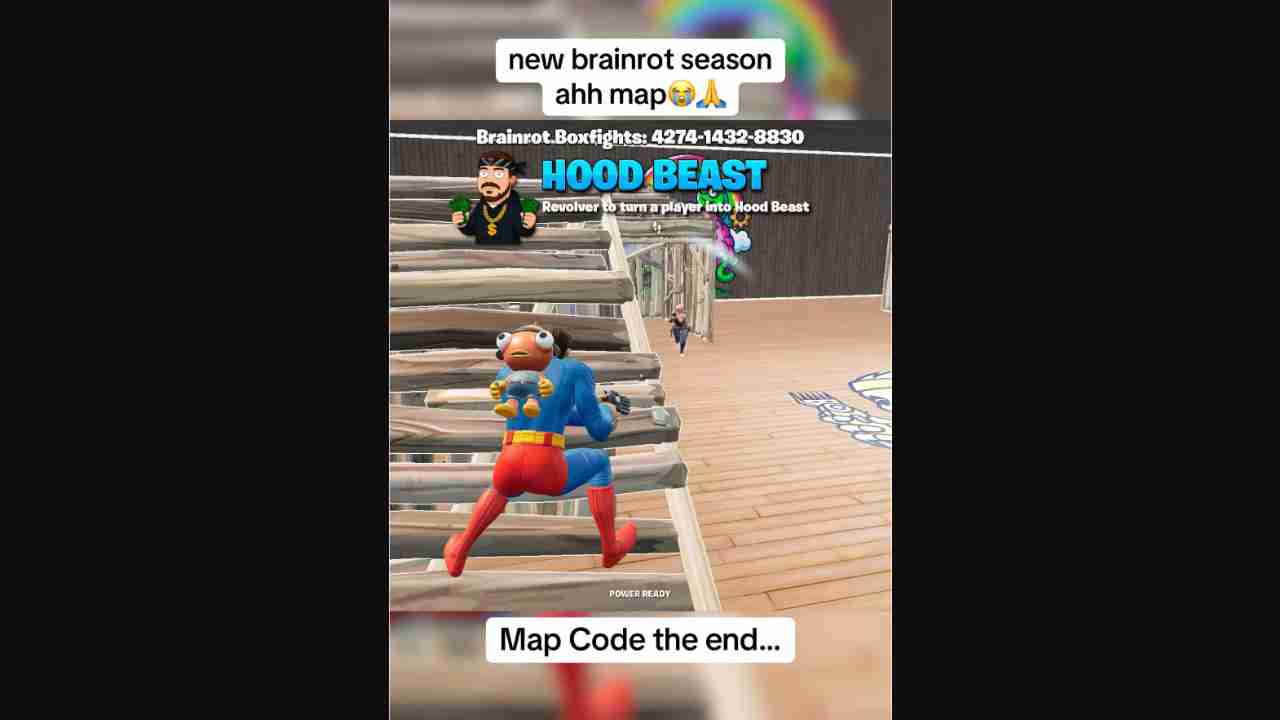 new brainrot season
ahh map😭🙏
Brainrot Boxfights: 4274-1432-8830
HOOD BEAST
Revolver to turn a player into Hood Beast
POWER READY
Map Code the end...